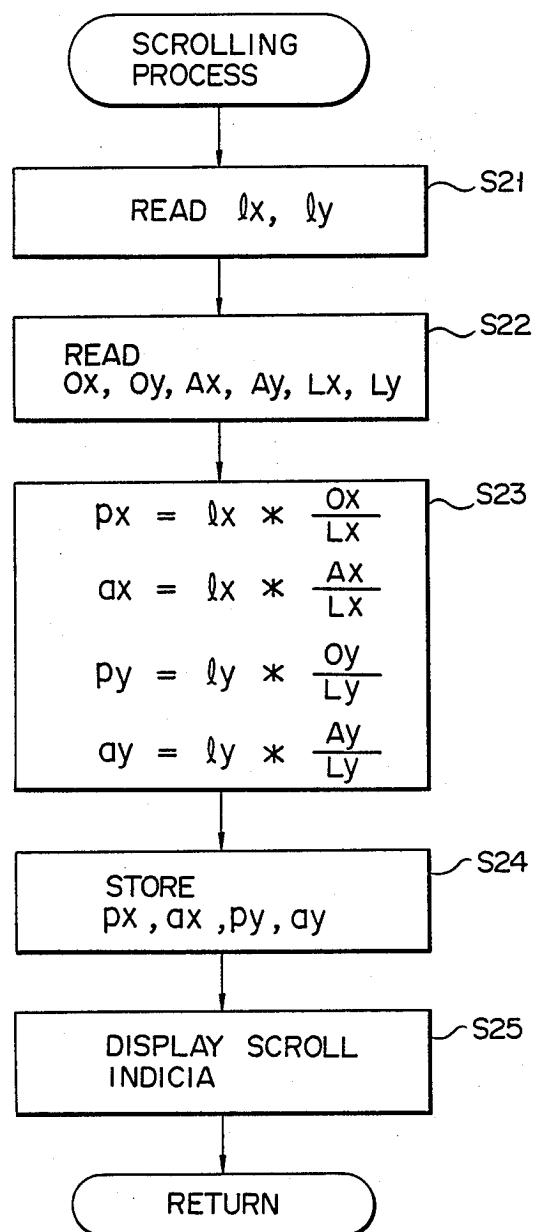 SCROLLING
PROCESS
S21
READ ℓx, ℓy
S22
READ
Ox, Oy, Ax, Ay, Lx, Ly
S23
px = ℓx * Ox/Lx
ax = ℓx * Ax/Lx
py = ℓy * Oy/Ly
ay = ℓy * Ay/Ly
S24
STORE
px, ax, py, ay
S25
DISPLAY SCROLL
INDICIA
RETURN